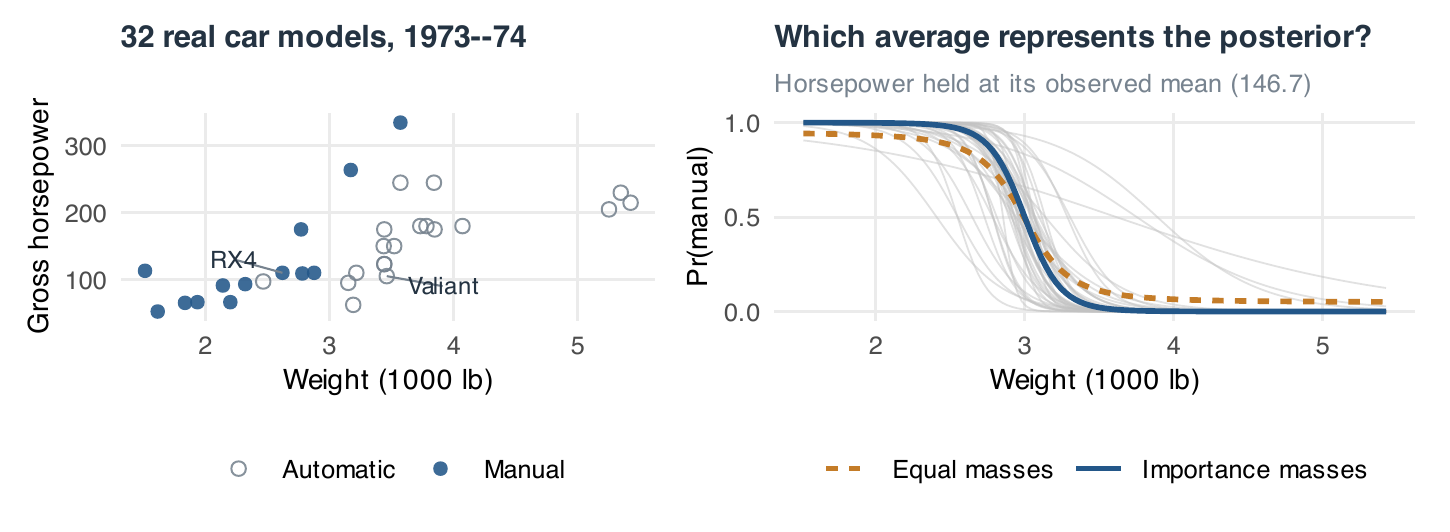 32 real car models, 1973--74
Gross horsepower
300
200
100
RX4
Valiant
2 3 4 5
Weight (1000 lb)
Automatic Manual
Which average represents the posterior?
Horsepower held at its observed mean (146.7)
Pr(manual)
1.0
0.5
0.0
2 3 4 5
Weight (1000 lb)
Equal masses Importance masses